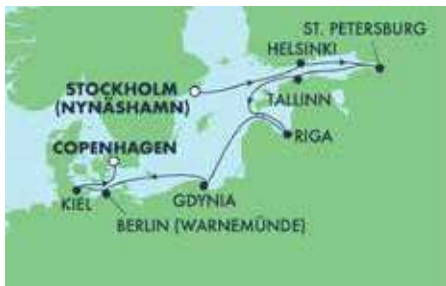 ST. PETERSBURG
HELSINKI
STOCKHOLM
(NYNÄSHAMN)
TALLINN
COPENHAGEN
RIGA
KIEL
GDYNIA
BERLIN (WARNEMÜNDE)